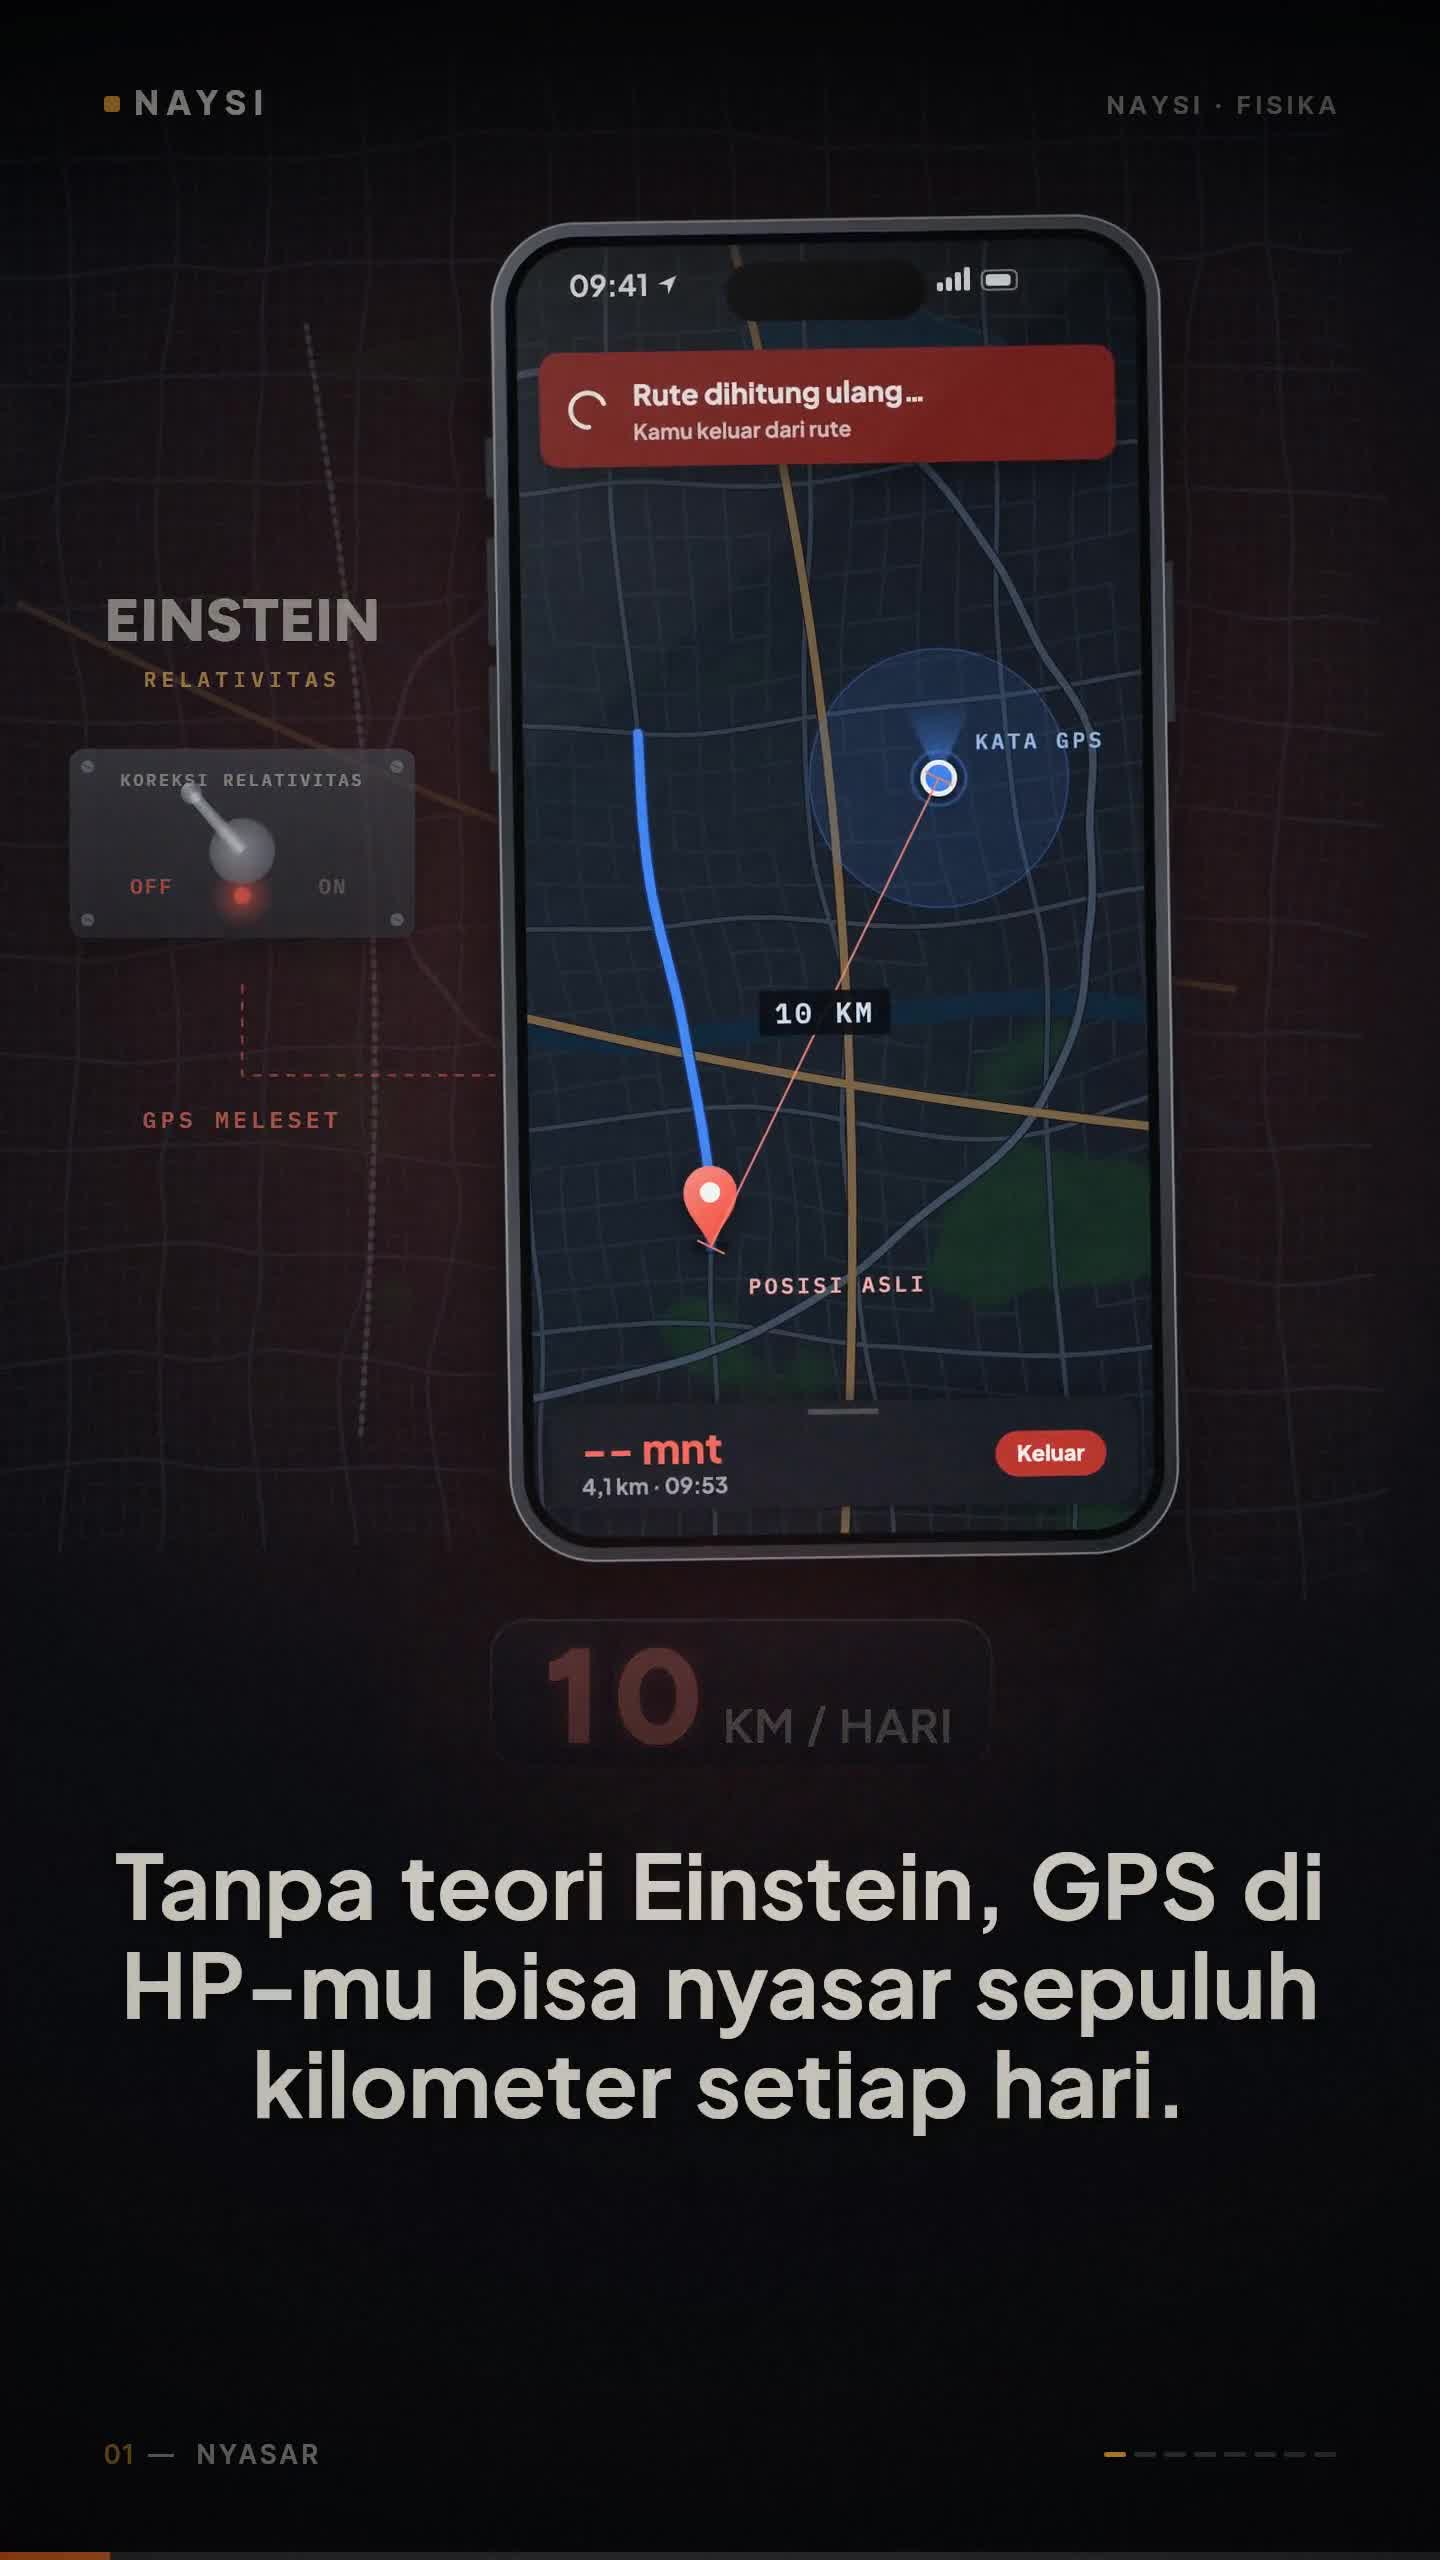 NAYSI
NAYSI · FISIKA
09:41
Rute dihitung ulang...
Kamu keluar dari rute
EINSTEIN
RELATIVITAS
KOREKSI RELATIVITAS
OFF
ON
GPS MELESET
KATA GPS
10 KM
POSISI ASLI
-- mnt
4,1 km · 09:53
Keluar
10 KM / HARI
Tanpa teori Einstein, GPS di
HP-mu bisa nyasar sepuluh
kilometer setiap hari.
01 — NYASAR